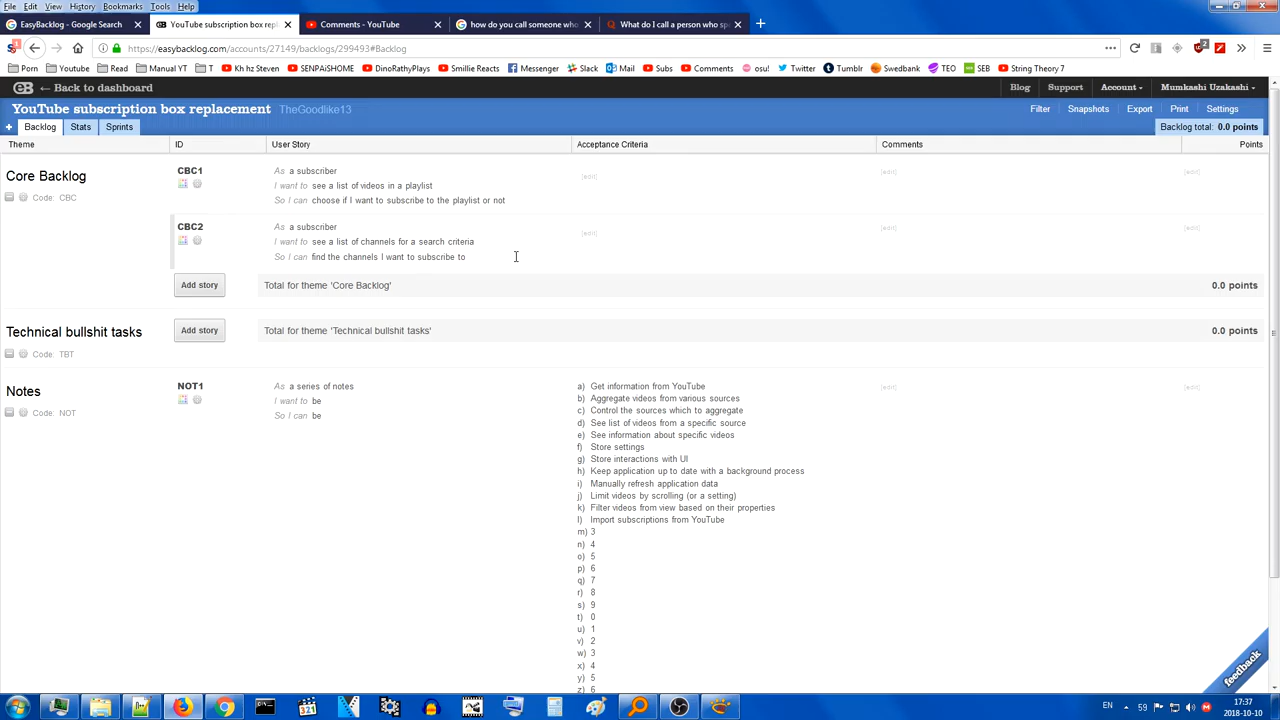 File Edit View History Bookmarks Tools Help
EasyBacklog - Google Search
YouTube subscription box repl
Comments - YouTube
how do you call someone who
What do I call a person who sp
https://easybacklog.com/accounts/27149/backlogs/299493#Backlog
Porn Youtube Read Manual YT T Kh hz Steven SENPAiSHOME DinoRathyPlays Smillie Reacts Messenger Slack Mail Subs Comments osu! Twitter Tumblr Swedbank TEO SEB String Theory 7
← Back to dashboard
Blog Support Account Mumkashi Uzakashi
YouTube subscription box replacement TheGoodlike13
Filter Snapshots Export Print Settings
+ Backlog Stats Sprints
Backlog total: 0.0 points
Theme ID User Story Acceptance Criteria Comments Points
Core Backlog
Code: CBC
CBC1
As a subscriber
I want to see a list of videos in a playlist
So I can choose if I want to subscribe to the playlist or not
[edit] [edit] [edit]
CBC2
As a subscriber
I want to see a list of channels for a search criteria
So I can find the channels I want to subscribe to
[edit]
Add story Total for theme 'Core Backlog' 0.0 points
Technical bullshit tasks
Code: TBT
Add story Total for theme 'Technical bullshit tasks' 0.0 points
Notes
Code: NOT
NOT1
As a series of notes
I want to be
So I can be
a) Get information from YouTube
b) Aggregate videos from various sources
c) Control the sources which to aggregate
d) See list of videos from a specific source
e) See information about specific videos
f) Store settings
g) Store interactions with UI
h) Keep application up to date with a background process
i) Manually refresh application data
j) Limit videos by scrolling (or a setting)
k) Filter videos from view based on their properties
l) Import subscriptions from YouTube
m) 3
n) 4
o) 5
p) 6
q) 7
r) 8
s) 9
t) 0
u) 1
v) 2
w) 3
x) 4
y) 5
z) 6
[edit] [edit]
feedback
EN 59 17:37
2018-10-10